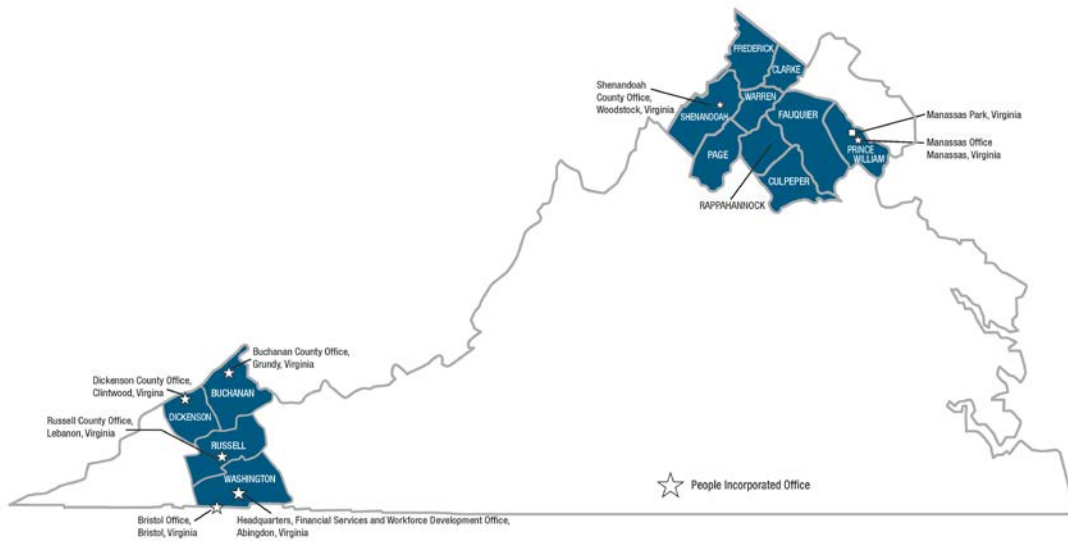 FREDERICK
CLARKE
Shenandoah
County Office,
Woodstock, Virginia
WARREN
SHENANDOAH
FAUQUIER
Manassas Park, Virginia
Manassas Office
Manassas, Virginia
PRINCE
WILLIAM
PAGE
CULPEPER
RAPPAHANNOCK
Buchanan County Office,
Grundy, Virginia
Dickenson County Office,
Clintwood, Virgina
BUCHANAN
DICKENSON
Russell County Office,
Lebanon, Virginia
RUSSELL
WASHINGTON
People Incorporated Office
Bristol Office,
Bristol, Virginia
Headquarters, Financial Services and Workforce Development Office,
Abingdon, Virginia